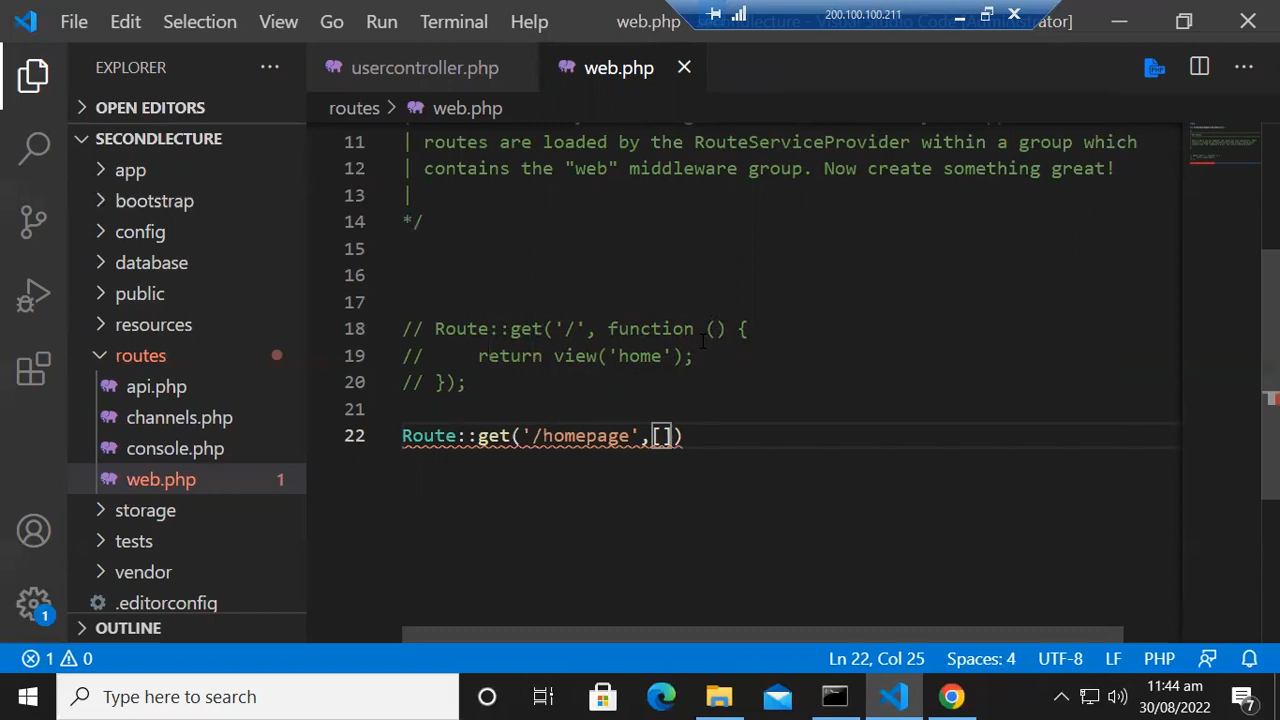 File Edit Selection View Go Run Terminal Help web.php 200.100.100.211
EXPLORER
usercontroller.php
web.php
OPEN EDITORS
SECONDLECTURE
app
bootstrap
config
database
public
resources
routes
api.php
channels.php
console.php
web.php 1
storage
tests
vendor
.editorconfig
OUTLINE
routes > web.php
11 | routes are loaded by the RouteServiceProvider within a group which
12 | contains the "web" middleware group. Now create something great!
13 |
14 */
15
16
17
18 // Route::get('/', function () {
19 //     return view('home');
20 // });
21
22 Route::get('/homepage',[])
1 0
Ln 22, Col 25 Spaces: 4 UTF-8 LF PHP
1
Type here to search
11:44 am
30/08/2022
7